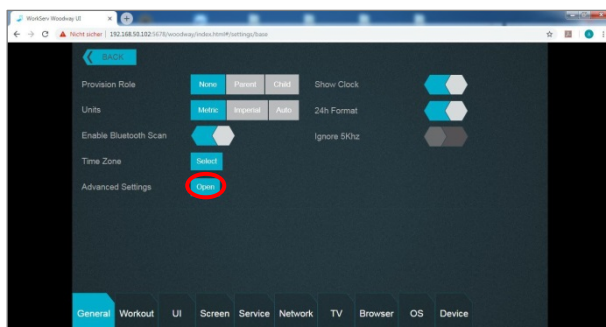 WorkServ Woodway UI
Nicht sicher | 192.168.50.102:5678/woodway/index.html#/settings/base
BACK
Provision Role None Parent Child Show Clock
Units Metric Imperial Auto 24h Format
Enable Bluetooth Scan Ignore 5Khz
Time Zone Select
Advanced Settings Open
General Workout UI Screen Service Network TV Browser OS Device